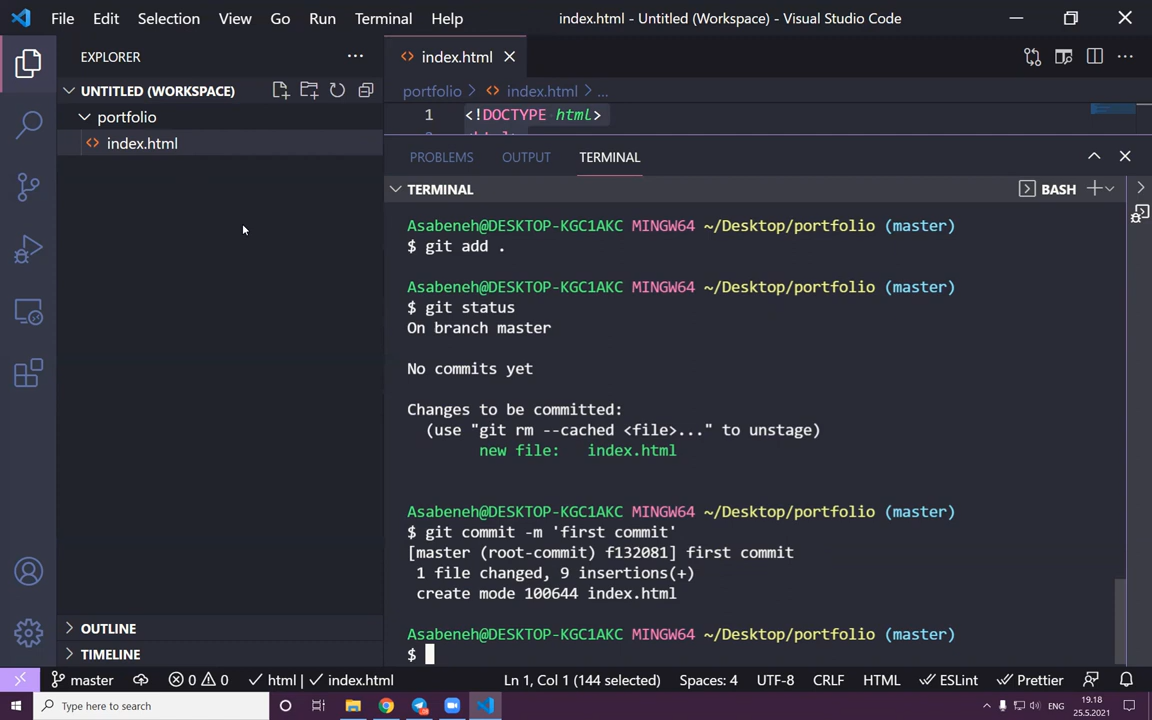 File Edit Selection View Go Run Terminal Help index.html - Untitled (Workspace) - Visual Studio Code
EXPLORER
UNTITLED (WORKSPACE)
portfolio
index.html
index.html
portfolio > index.html > ...
1 <!DOCTYPE html>
PROBLEMS OUTPUT TERMINAL
TERMINAL
BASH
Asabeneh@DESKTOP-KGC1AKC MINGW64 ~/Desktop/portfolio (master)
$ git add .
Asabeneh@DESKTOP-KGC1AKC MINGW64 ~/Desktop/portfolio (master)
$ git status
On branch master
No commits yet
Changes to be committed:
(use "git rm --cached <file>..." to unstage)
new file: index.html
Asabeneh@DESKTOP-KGC1AKC MINGW64 ~/Desktop/portfolio (master)
$ git commit -m 'first commit'
[master (root-commit) f132081] first commit
1 file changed, 9 insertions(+)
create mode 100644 index.html
Asabeneh@DESKTOP-KGC1AKC MINGW64 ~/Desktop/portfolio (master)
$
OUTLINE
TIMELINE
master 0 0 html | index.html Ln 1, Col 1 (144 selected) Spaces: 4 UTF-8 CRLF HTML ESLint Prettier
Type here to search
ENG
19.18
25.5.2021